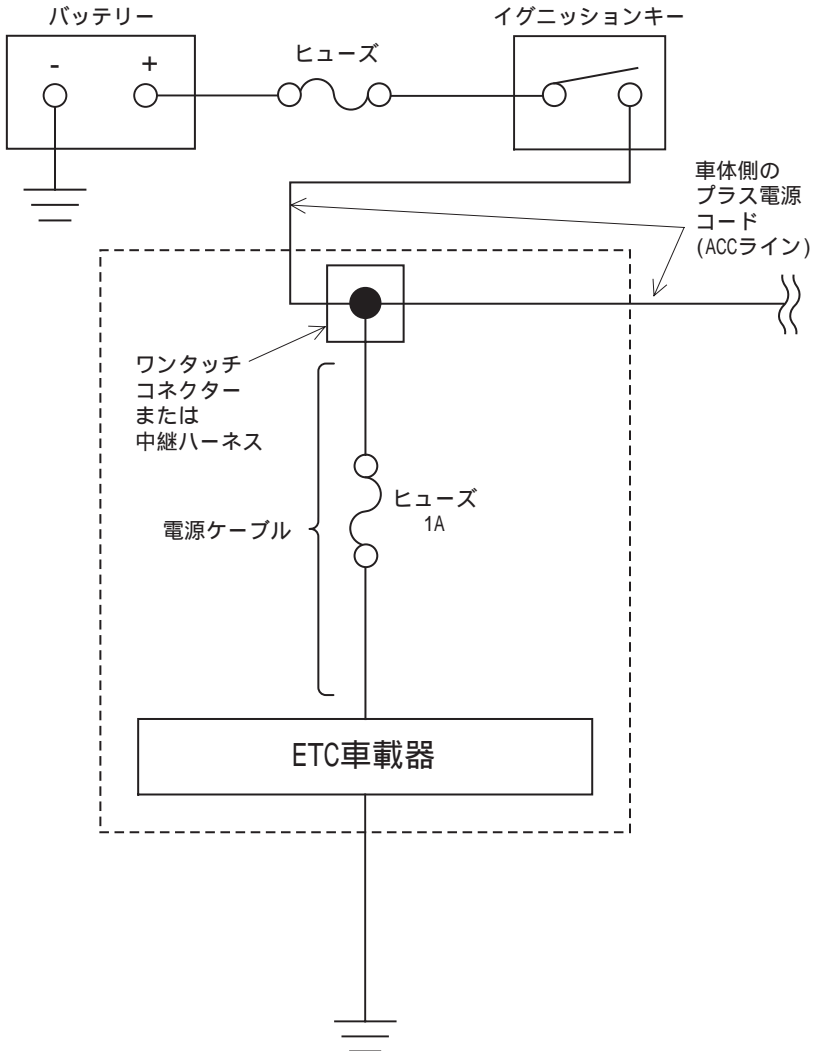 バッテリー
イグニッションキー
ヒューズ
- +
車体側の
プラス電源
コード
(ACCライン)
ワンタッチ
コネクター
または
中継ハーネス
電源ケーブル
ヒューズ
1A
ETC車載器